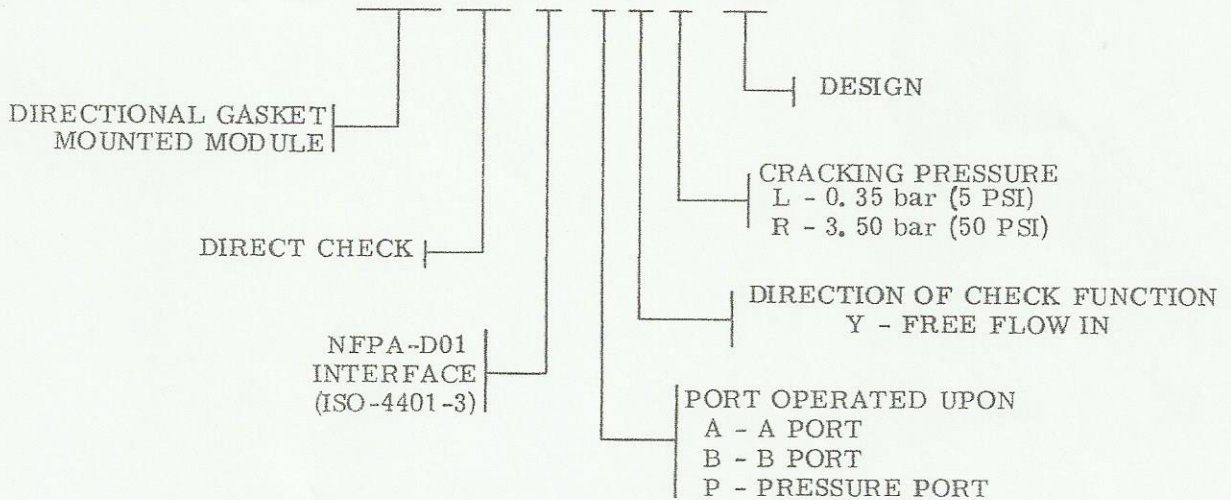 DESIGN
DIRECTIONAL GASKET
MOUNTED MODULE
CRACKING PRESSURE
L - 0.35 bar (5 PSI)
R - 3.50 bar (50 PSI)
DIRECT CHECK
DIRECTION OF CHECK FUNCTION
Y - FREE FLOW IN
NFPA-D01
INTERFACE
(ISO-4401-3)
PORT OPERATED UPON
A - A PORT
B - B PORT
P - PRESSURE PORT